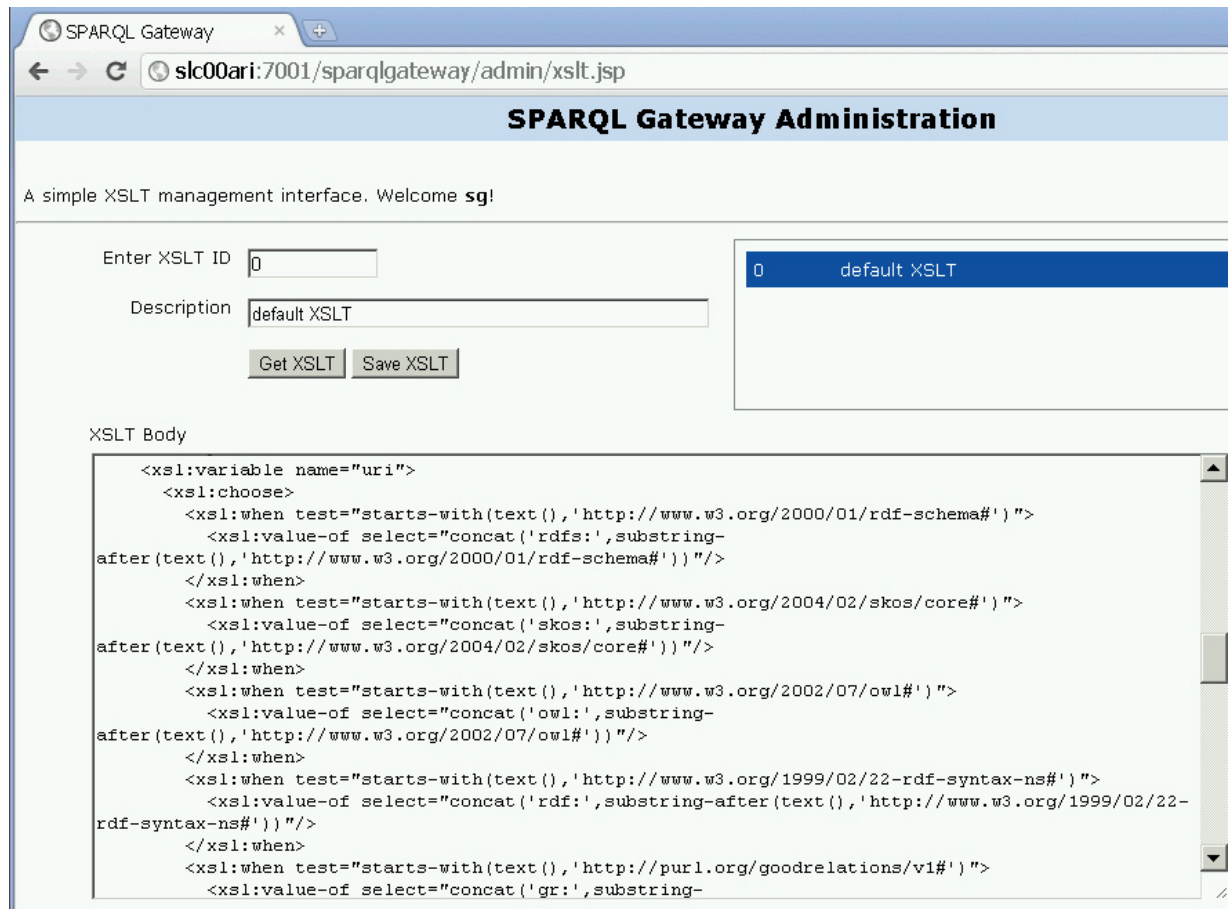 SPARQL Gateway
slc00ari:7001/sparqlgateway/admin/xslt.jsp
SPARQL Gateway Administration
A simple XSLT management interface. Welcome sg!
Enter XSLT ID 0
0 default XSLT
Description default XSLT
Get XSLT Save XSLT
XSLT Body
<xsl:variable name="uri">
<xsl:choose>
<xsl:when test="starts-with(text(),'http://www.w3.org/2000/01/rdf-schema#')">
<xsl:value-of select="concat('rdfs:',substring-
after(text(),'http://www.w3.org/2000/01/rdf-schema#'))"/>
</xsl:when>
<xsl:when test="starts-with(text(),'http://www.w3.org/2004/02/skos/core#')">
<xsl:value-of select="concat('skos:',substring-
after(text(),'http://www.w3.org/2004/02/skos/core#'))"/>
</xsl:when>
<xsl:when test="starts-with(text(),'http://www.w3.org/2002/07/owl#')">
<xsl:value-of select="concat('owl:',substring-
after(text(),'http://www.w3.org/2002/07/owl#'))"/>
</xsl:when>
<xsl:when test="starts-with(text(),'http://www.w3.org/1999/02/22-rdf-syntax-ns#')">
<xsl:value-of select="concat('rdf:',substring-after(text(),'http://www.w3.org/1999/02/22-
rdf-syntax-ns#'))"/>
</xsl:when>
<xsl:when test="starts-with(text(),'http://purl.org/goodrelations/v1#')">
<xsl:value-of select="concat('gr:',substring-